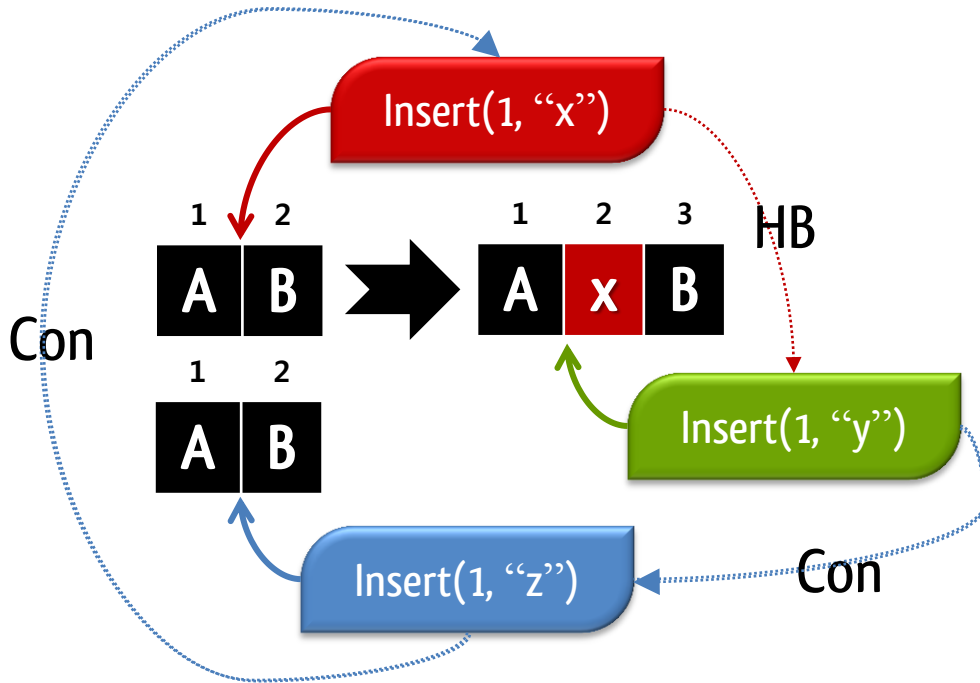 Insert(1, “x”)
1 2
1 2 3
HB
A B
A x B
Con
1 2
A B
Insert(1, “y”)
Insert(1, “z”)
Con